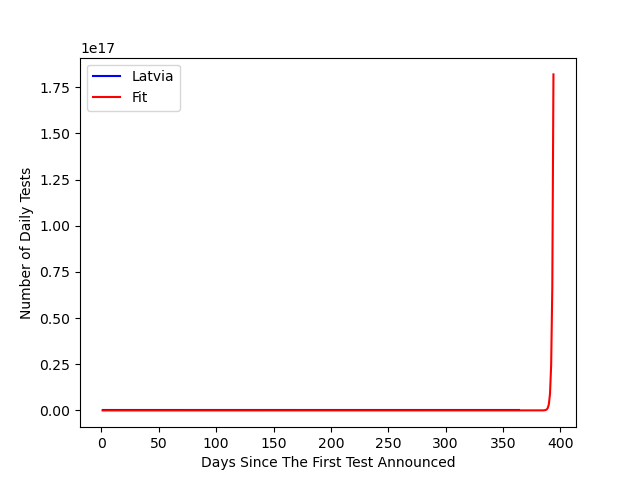 1e17
Latvia
Fit
1.75
1.50
1.25
1.00
0.75
0.50
0.25
0.00
Number of Daily Tests
0 50 100 150 200 250 300 350 400
Days Since The First Test Announced